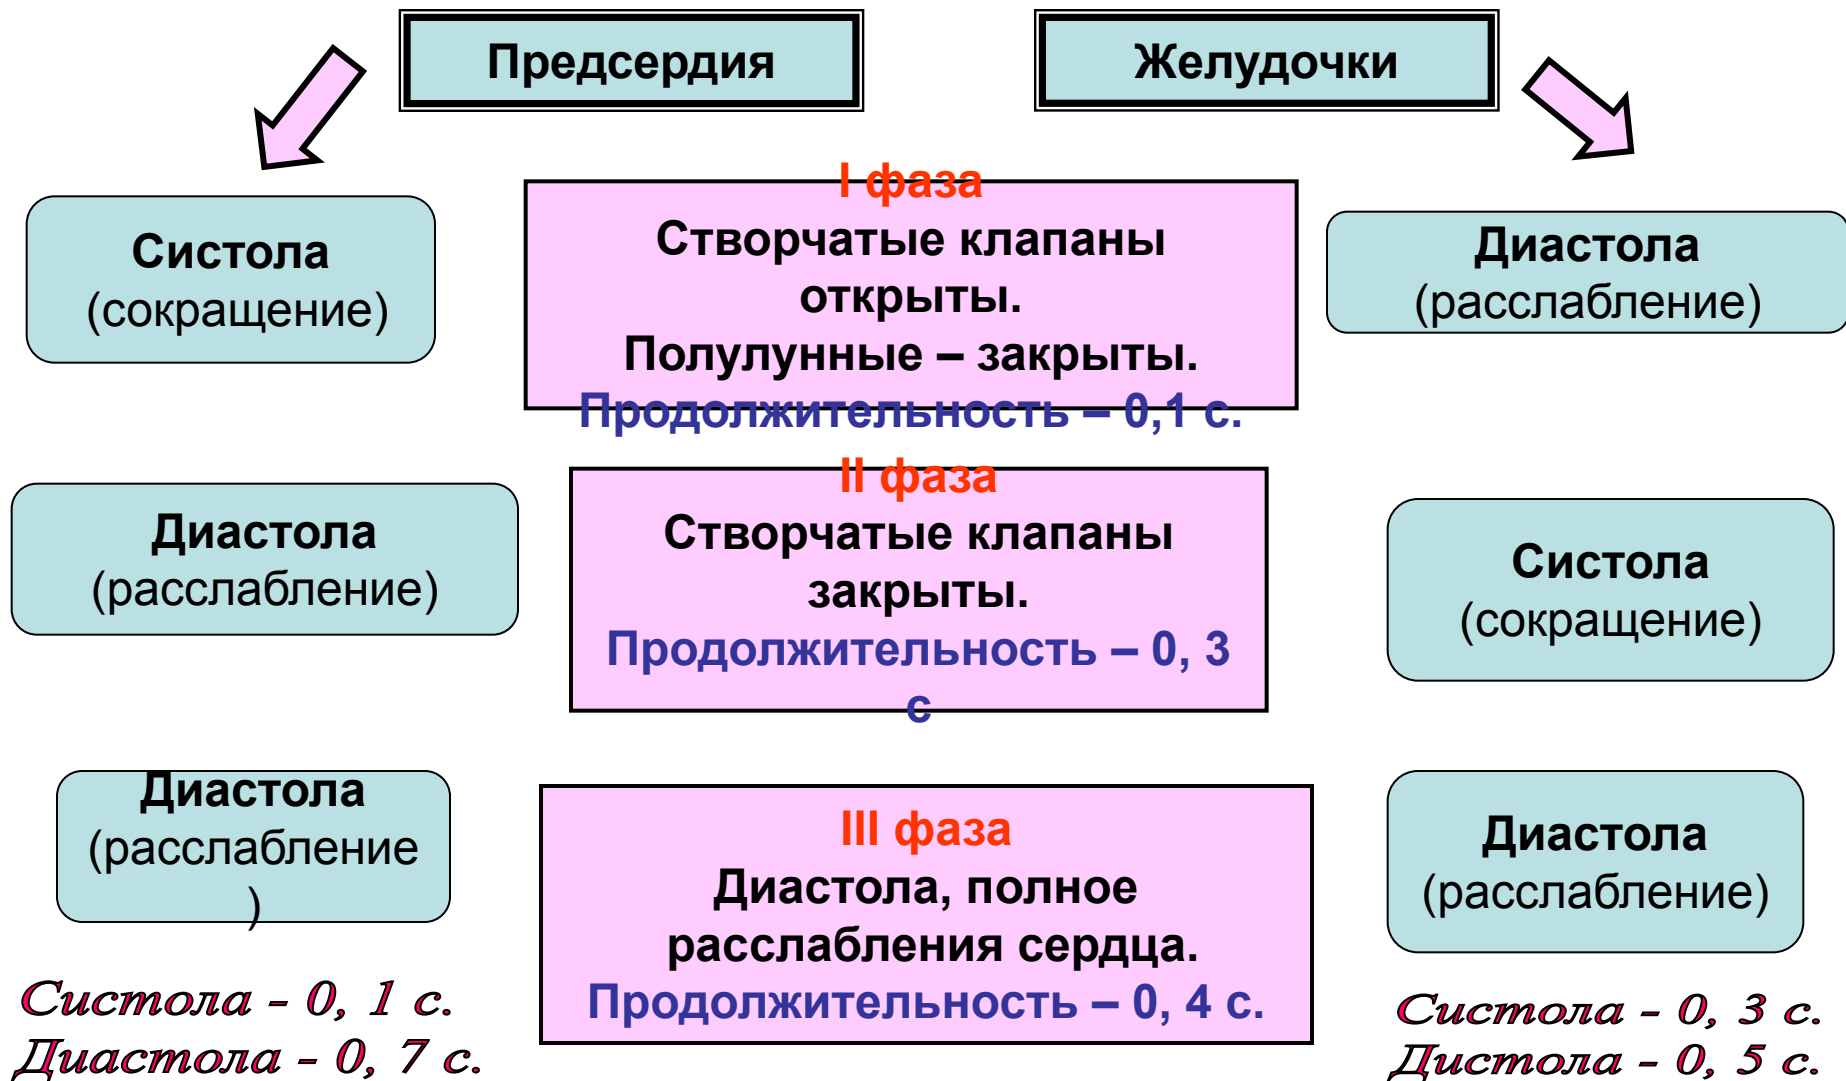 Предсердия
Желудочки
Систола
(сокращение)
I фаза
Створчатые клапаны
открыты.
Полулунные – закрыты.
Продолжительность – 0,1 с.
Диастола
(расслабление)
Диастола
(расслабление)
II фаза
Створчатые клапаны
закрыты.
Продолжительность – 0, 3
с
Систола
(сокращение)
Диастола
(расслабление
)
III фаза
Диастола, полное
расслабления сердца.
Продолжительность – 0, 4 с.
Диастола
(расслабление)
Систола - 0, 1 с.
Диастола - 0, 7 с.
Систола - 0, 3 с.
Дистола - 0, 5 с.